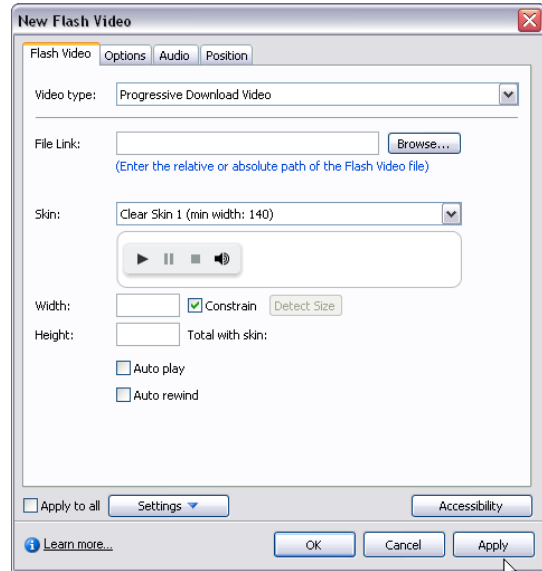 New Flash Video
Flash Video Options Audio Position
Video type: Progressive Download Video
File Link: Browse...
(Enter the relative or absolute path of the Flash Video file)
Skin: Clear Skin 1 (min width: 140)
Width: Constrain Detect Size
Height: Total with skin:
Auto play
Auto rewind
Apply to all Settings Accessibility
Learn more... OK Cancel Apply